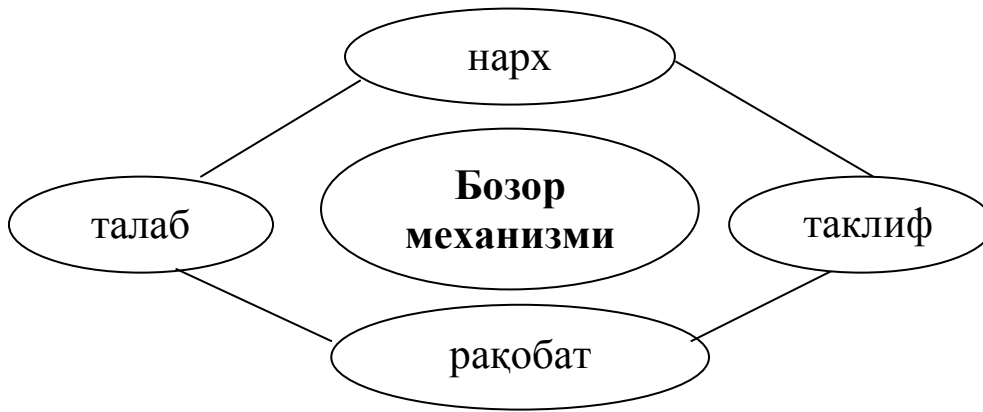 нарх
Бозор
механизми
талаб
таклиф
рақобат